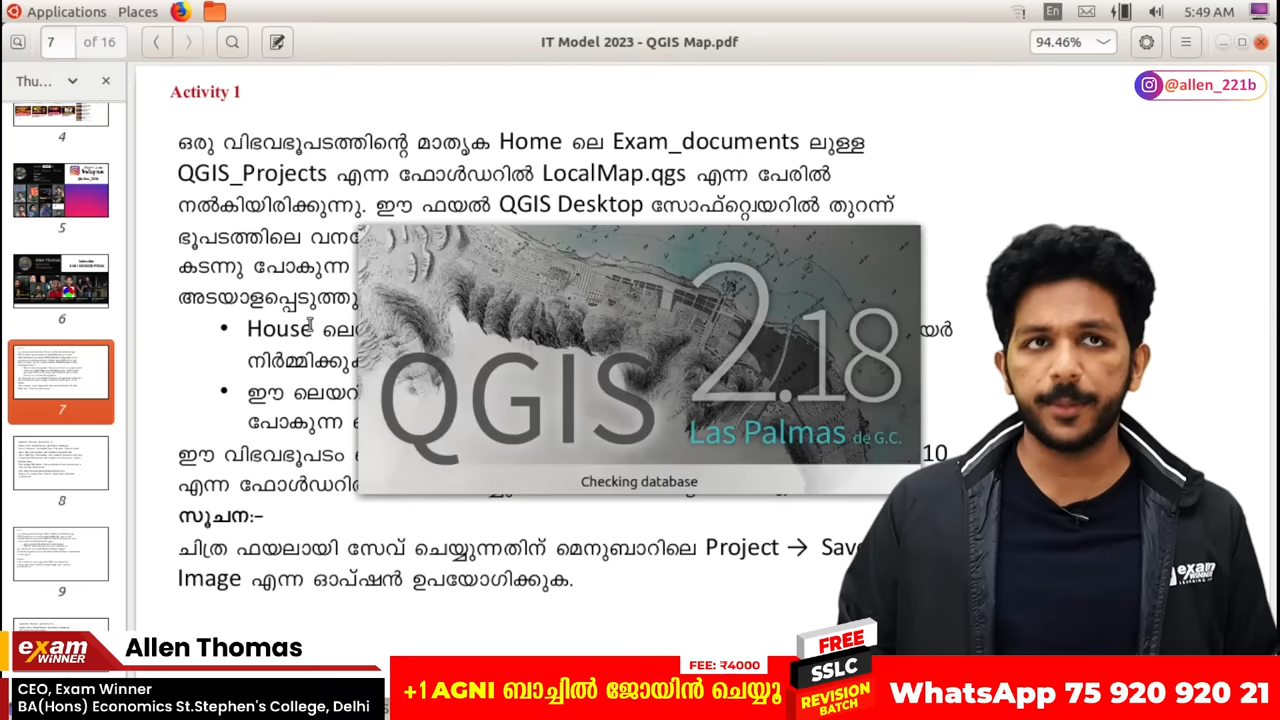 Applications Places En 5:49 AM
7 of 16 IT Model 2023 - QGIS Map.pdf 94.46%
Thu...
4
5
6
7
8
9
@allen_221b
Activity 1
ഒരു വിഭവഭൂപടത്തിന്റെ മാതൃക Home ലെ Exam_documents ലുള്ള
QGIS_Projects എന്ന ഫോൾഡറിൽ LocalMap.qgs എന്ന പേരിൽ
നൽകിയിരിക്കുന്നു. ഈ ഫയൽ QGIS Desktop സോഫ്റ്റ്‌വെയറിൽ തുറന്ന്
ഭൂപടത്തിലെ
കടന്നു പോകുന്ന
അടയാളപ്പെടുത്തു
• House
നിർമ്മിക്കുക
• ഈ
പോകുന്ന
ഈ വിഭവഭൂപടം 10
എന്ന
സൂചന:-
ചിത്ര ഫയലായി സേവ് ചെയ്യുന്നതിന് മെനുബാറിലെ Project → Save
Image എന്ന ഓപ്ഷൻ ഉപയോഗിക്കുക.
QGIS 2.18
Las Palmas de G.C.
Checking database
exam WINNER
exam WINNER
Allen Thomas
CEO, Exam Winner
BA(Hons) Economics St.Stephen's College, Delhi
FEE: ₹4000
+1 AGNI ബാച്ചിൽ ജോയിൻ ചെയ്യൂ
FREE
SSLC
REVISION
BATCH
WhatsApp 75 920 920 21